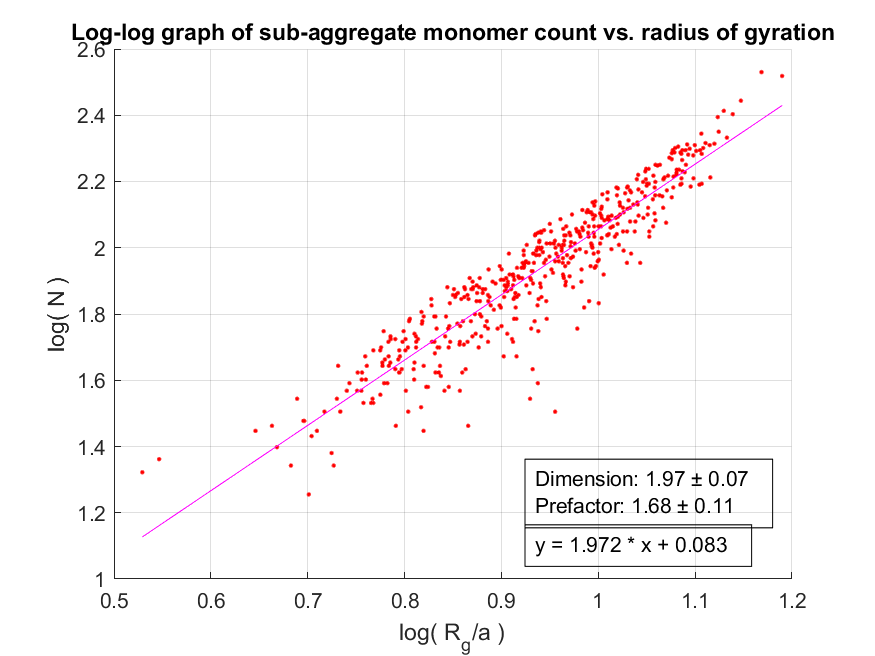 Log-log graph of sub-aggregate monomer count vs. radius of gyration
2.6
2.4
2.2
2
1.8
1.6
1.4
1.2
1
log( N )
Dimension: 1.97 ± 0.07
Prefactor: 1.68 ± 0.11
y = 1.972 * x + 0.083
0.5 0.6 0.7 0.8 0.9 1 1.1 1.2
log( Rg/a )